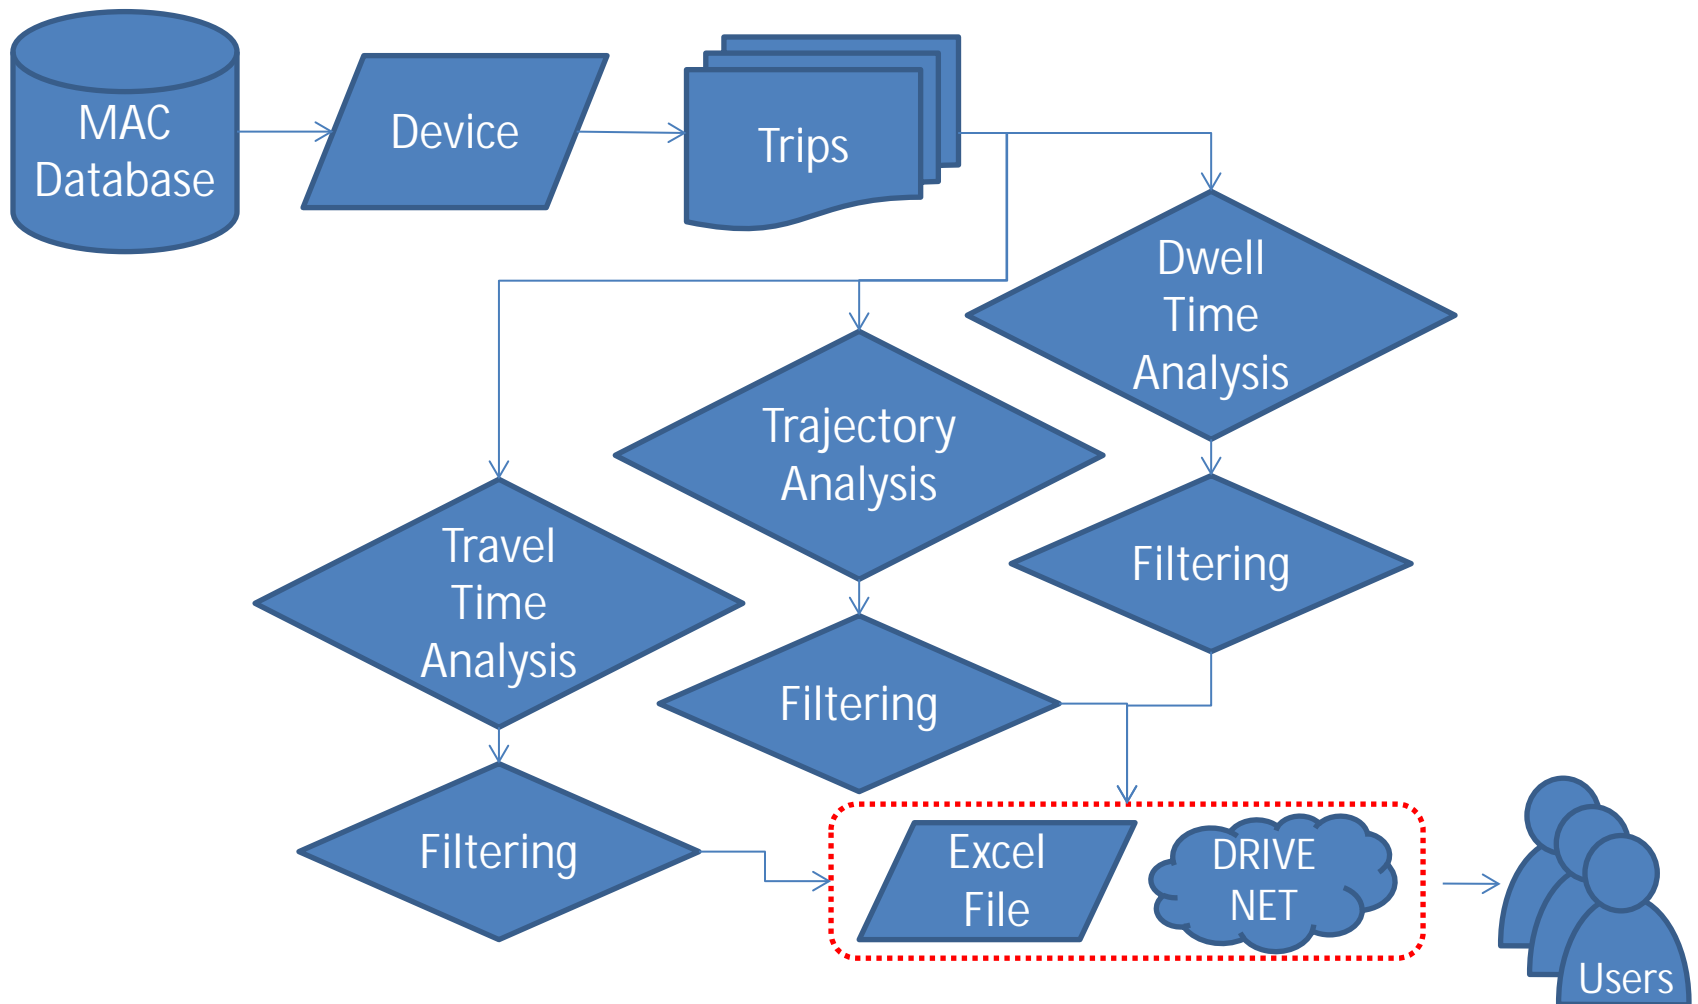 MAC
Database
Device
Trips
Dwell
Time
Analysis
Trajectory
Analysis
Travel
Time
Analysis
Filtering
Filtering
Filtering
Excel
File
DRIVE
NET
Users